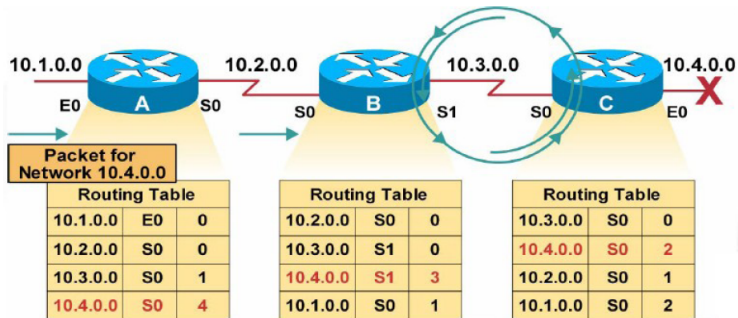 10.1.0.0 10.2.0.0 10.3.0.0 10.4.0.0
E0 A S0 S0 B S1 S0 C E0
X
Packet for
Network 10.4.0.0
Routing Table
10.1.0.0 E0 0
10.2.0.0 S0 0
10.3.0.0 S0 1
10.4.0.0 S0 4
Routing Table
10.2.0.0 S0 0
10.3.0.0 S1 0
10.4.0.0 S1 3
10.1.0.0 S0 1
Routing Table
10.3.0.0 S0 0
10.4.0.0 S0 2
10.2.0.0 S0 1
10.1.0.0 S0 2